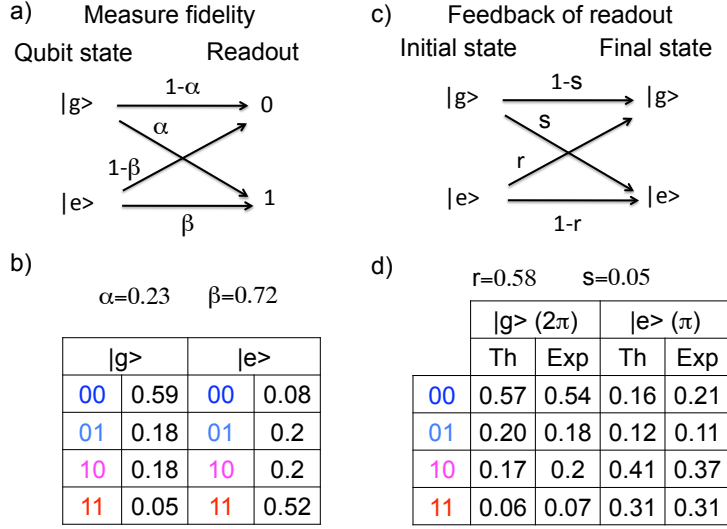 a) Measure fidelity
Qubit state Readout
|g> 1-α 0
α
1-β
|e> β 1
b)
α=0.23 β=0.72
|g> |e>
00 0.59 00 0.08
01 0.18 01 0.2
10 0.18 10 0.2
11 0.05 11 0.52
c) Feedback of readout
Initial state Final state
|g> 1-s |g>
s
r
|e> 1-r |e>
d)
r=0.58 s=0.05
|g> (2π) |e> (π)
Th Exp Th Exp
00 0.57 0.54 0.16 0.21
01 0.20 0.18 0.12 0.11
10 0.17 0.2 0.41 0.37
11 0.06 0.07 0.31 0.31